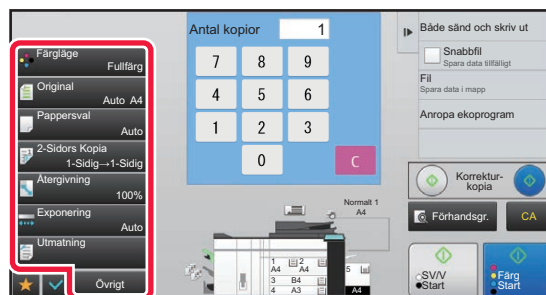 Färgläge
Fullfärg
Original
Auto A4
Pappersval
Auto
2-Sidors Kopia
1-Sidig→1-Sidig
Återgivning
100%
Exponering
Auto
Utmatning
Övrigt
Antal kopior 1
7 8 9
4 5 6
1 2 3
0 C
Normalt 1
A4
1 A4
2 A4
3 B4
4 A3
5
A4
Både sänd och skriv ut
Snabbfil
Spara data tillfälligt
Fil
Spara data i mapp
Anropa ekoprogram
Korrektur-
kopia
Förhandsgr.
CA
SV/V
Start
Färg
Start